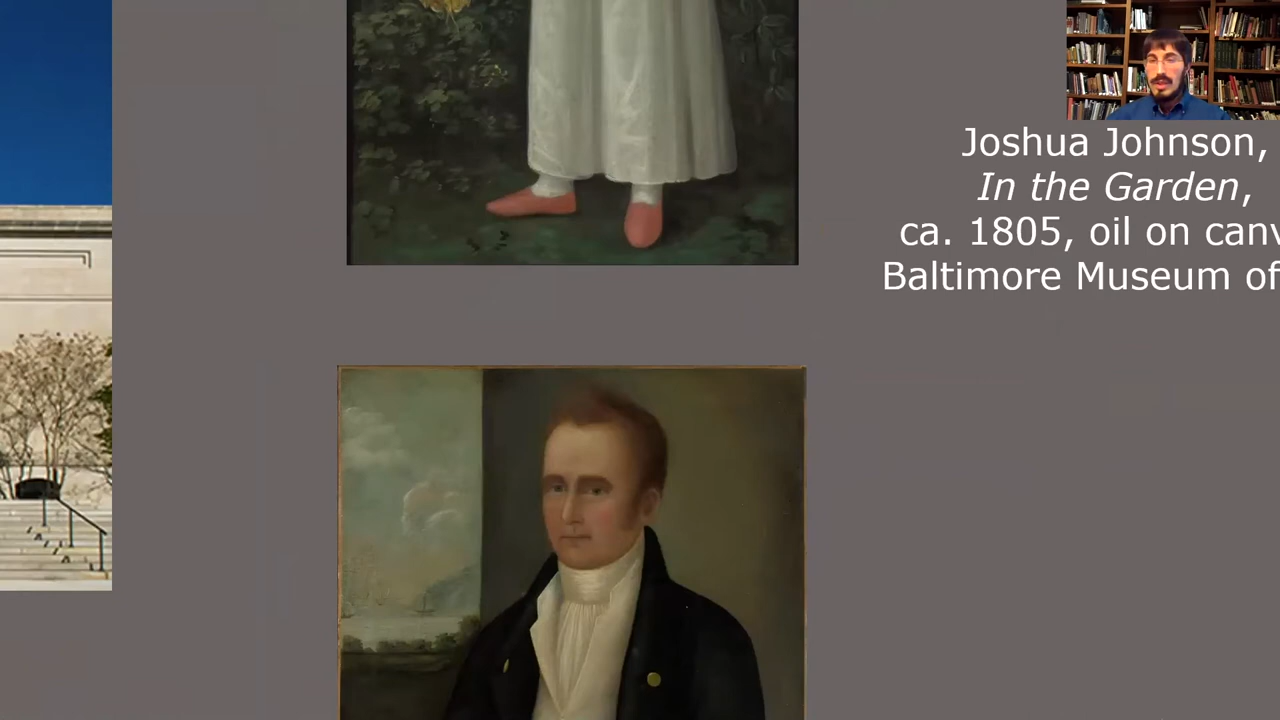 Joshua Johnson,
In the Garden,
ca. 1805, oil on canv
Baltimore Museum of